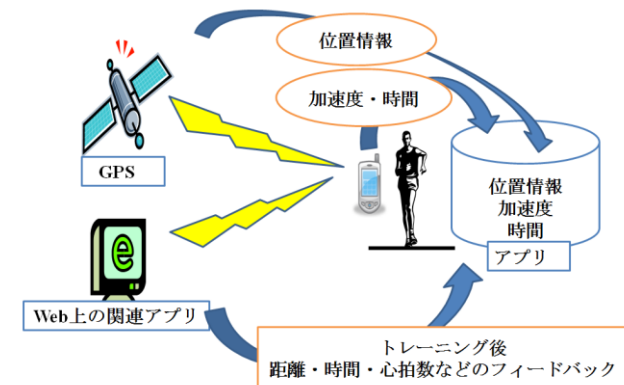 位置情報
加速度・時間
GPS
位置情報
加速度
時間
アプリ
e
Web上の関連アプリ
トレーニング後
距離・時間・心拍数などのフィードバック